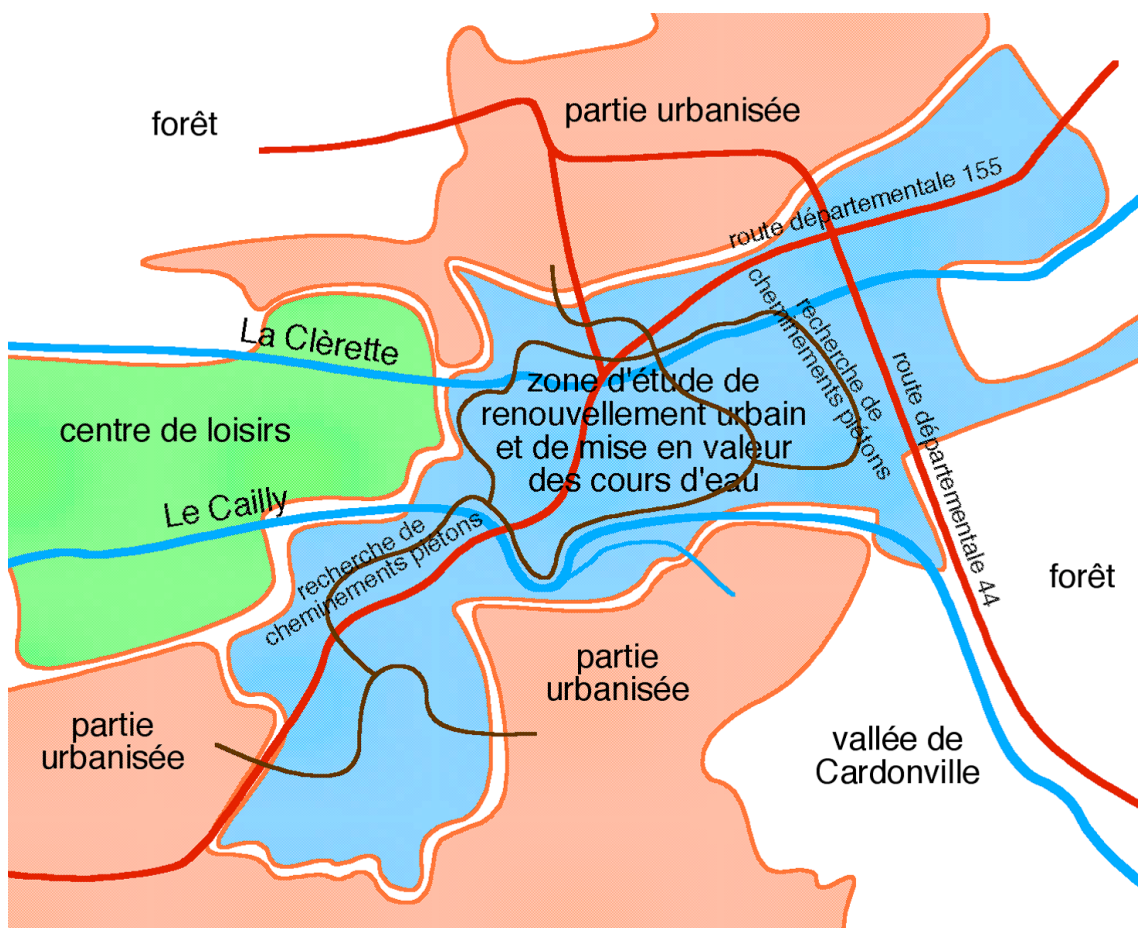 partie urbanisée
forêt
route départementale 155
La Clèrette
recherche de
cheminements piétons
centre de loisirs
zone d'étude de
renouvellement urbain
et de mise en valeur
des cours d'eau
route départementale 44
Le Cailly
recherche de
cheminements piétons
forêt
partie
urbanisée
partie
urbanisée
vallée de
Cardonville